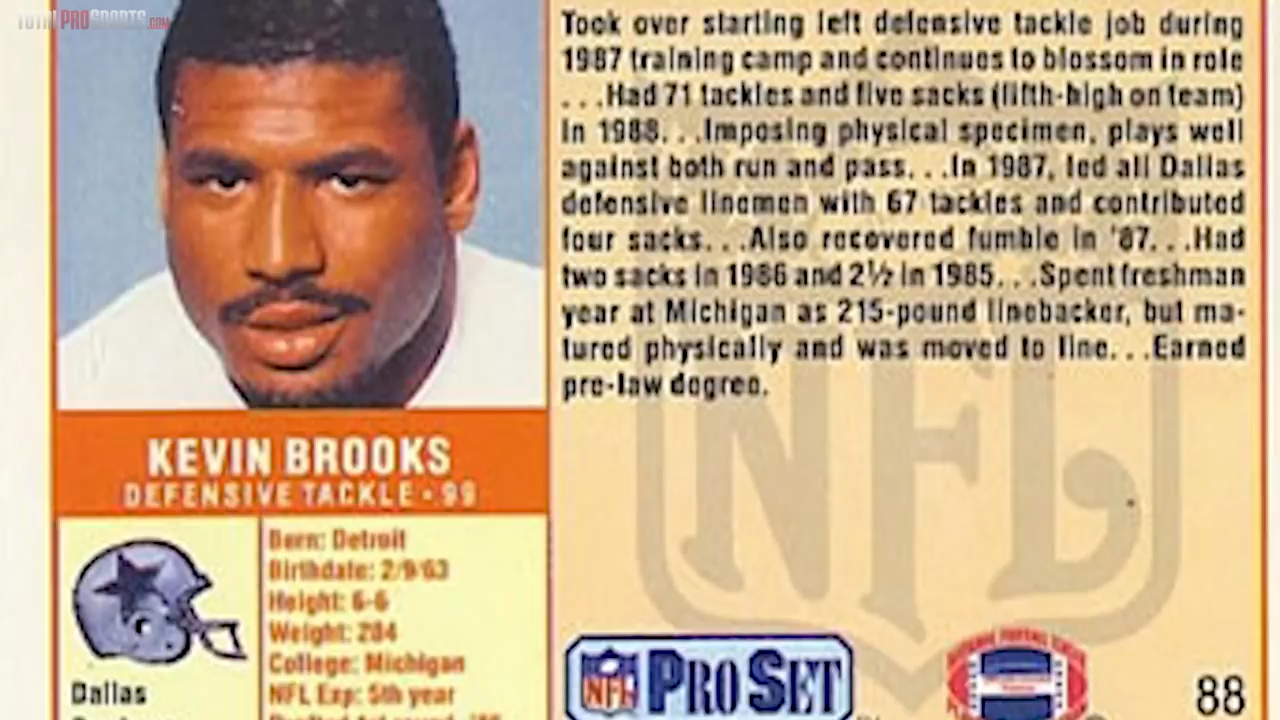 TOTALPROSPORTS.COM
Took over starting left defensive tackle job during
1987 training camp and continues to blossom in role
. . .Had 71 tackles and five sacks (fifth-high on team)
in 1988. . .Imposing physical specimen, plays well
against both run and pass. . .In 1987, led all Dallas
defensive linemen with 67 tackles and contributed
four sacks. . .Also recovered fumble in '87. . .Had
two sacks in 1986 and 2½ in 1985. . .Spent freshman
year at Michigan as 215-pound linebacker, but ma-
tured physically and was moved to line. . .Earned
pre-law degree.
NFL
KEVIN BROOKS
DEFENSIVE TACKLE • 99
Born: Detroit
Birthdate: 2/9/63
Height: 6-6
Weight: 284
College: Michigan
NFL Exp: 5th year
Dallas
NFL PRO SET
88